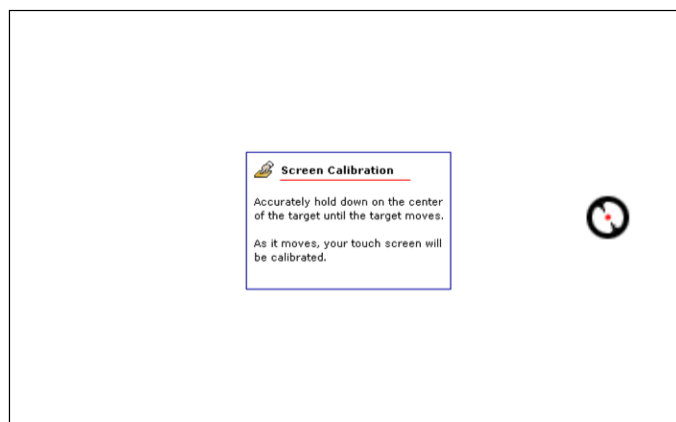 Screen Calibration
Accurately hold down on the center
of the target until the target moves.
As it moves, your touch screen will
be calibrated.